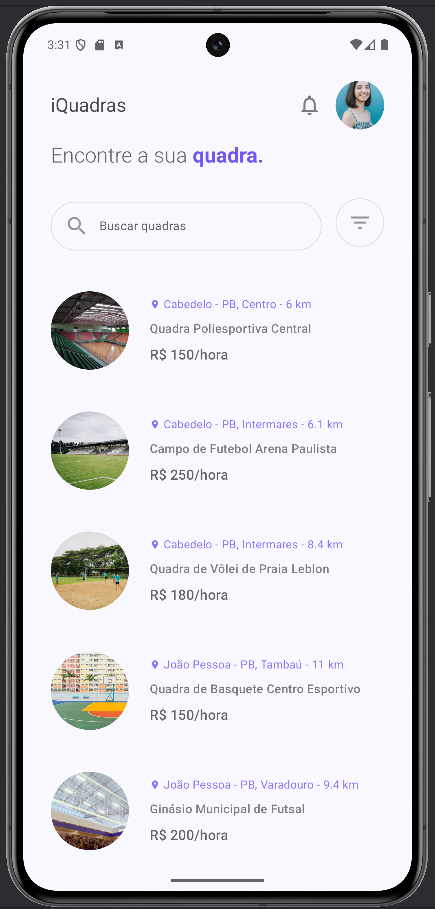 3:31
iQuadras
Encontre a sua quadra.
Buscar quadras
Cabedelo - PB, Centro - 6 km
Quadra Poliesportiva Central
R$ 150/hora
Cabedelo - PB, Intermares - 6.1 km
Campo de Futebol Arena Paulista
R$ 250/hora
Cabedelo - PB, Intermares - 8.4 km
Quadra de Vôlei de Praia Leblon
R$ 180/hora
João Pessoa - PB, Tambaú - 11 km
Quadra de Basquete Centro Esportivo
R$ 150/hora
João Pessoa - PB, Varadouro - 9.4 km
Ginásio Municipal de Futsal
R$ 200/hora